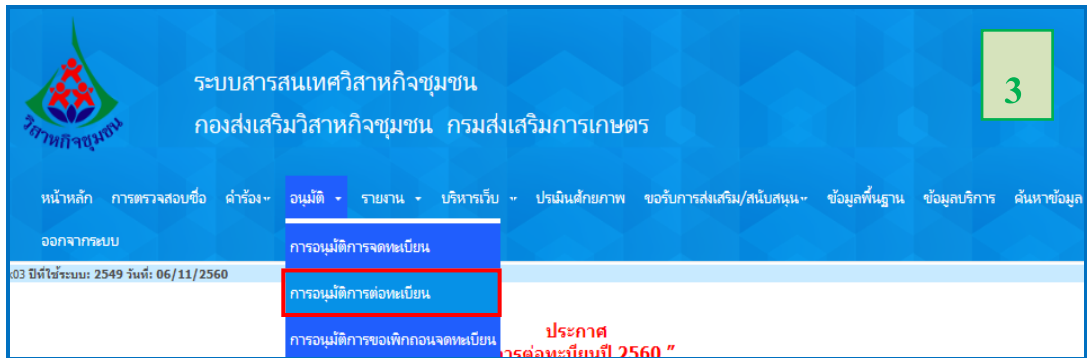 วิสาหกิจชุมชน
ระบบสารสนเทศวิสาหกิจชุมชน
กองส่งเสริมวิสาหกิจชุมชน กรมส่งเสริมการเกษตร
3
หน้าหลัก การตรวจสอบชื่อ คำร้อง อนุมัติ รายงาน บริหารเว็บ ประเมินศักยภาพ ขอรับการส่งเสริม/สนับสนุน ข้อมูลพื้นฐาน ข้อมูลบริการ ค้นหาข้อมูล
ออกจากระบบ
การอนุมัติการจดทะเบียน
:03 ปีที่ใช้ระบบ: 2549 วันที่: 06/11/2560
การอนุมัติการต่อทะเบียน
การอนุมัติการขอเพิกถอนจดทะเบียน
ประกาศ
การต่อทะเบียนปี 2560 "